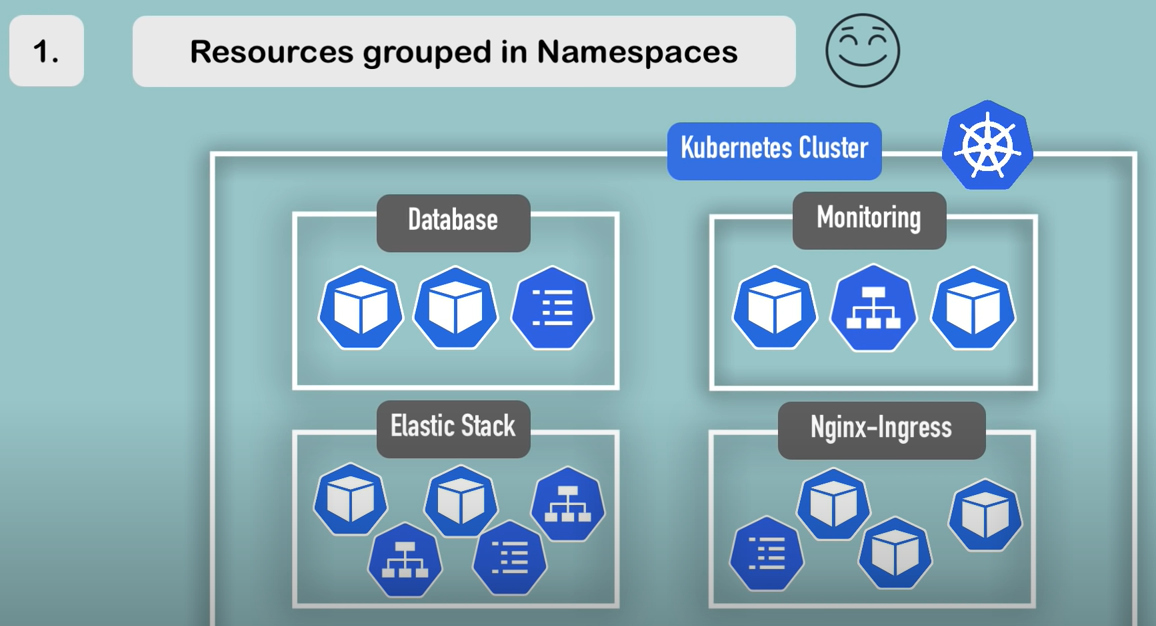 1.
Resources grouped in Namespaces
Kubernetes Cluster
Database
Monitoring
Elastic Stack
Nginx-Ingress